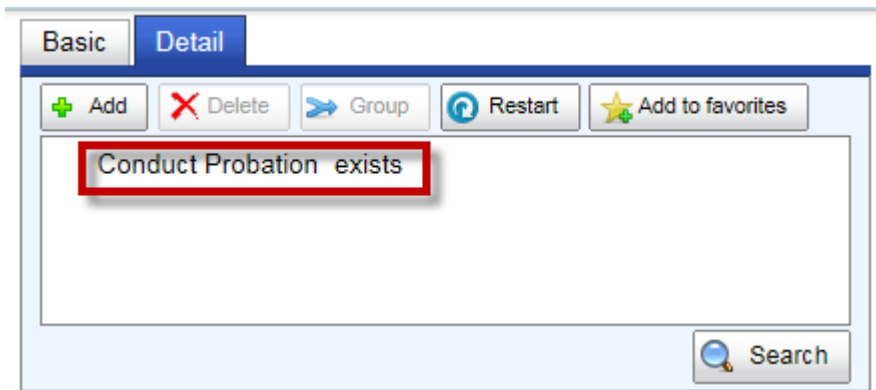 Basic Detail
Add Delete Group Restart Add to favorites
Conduct Probation exists
Search